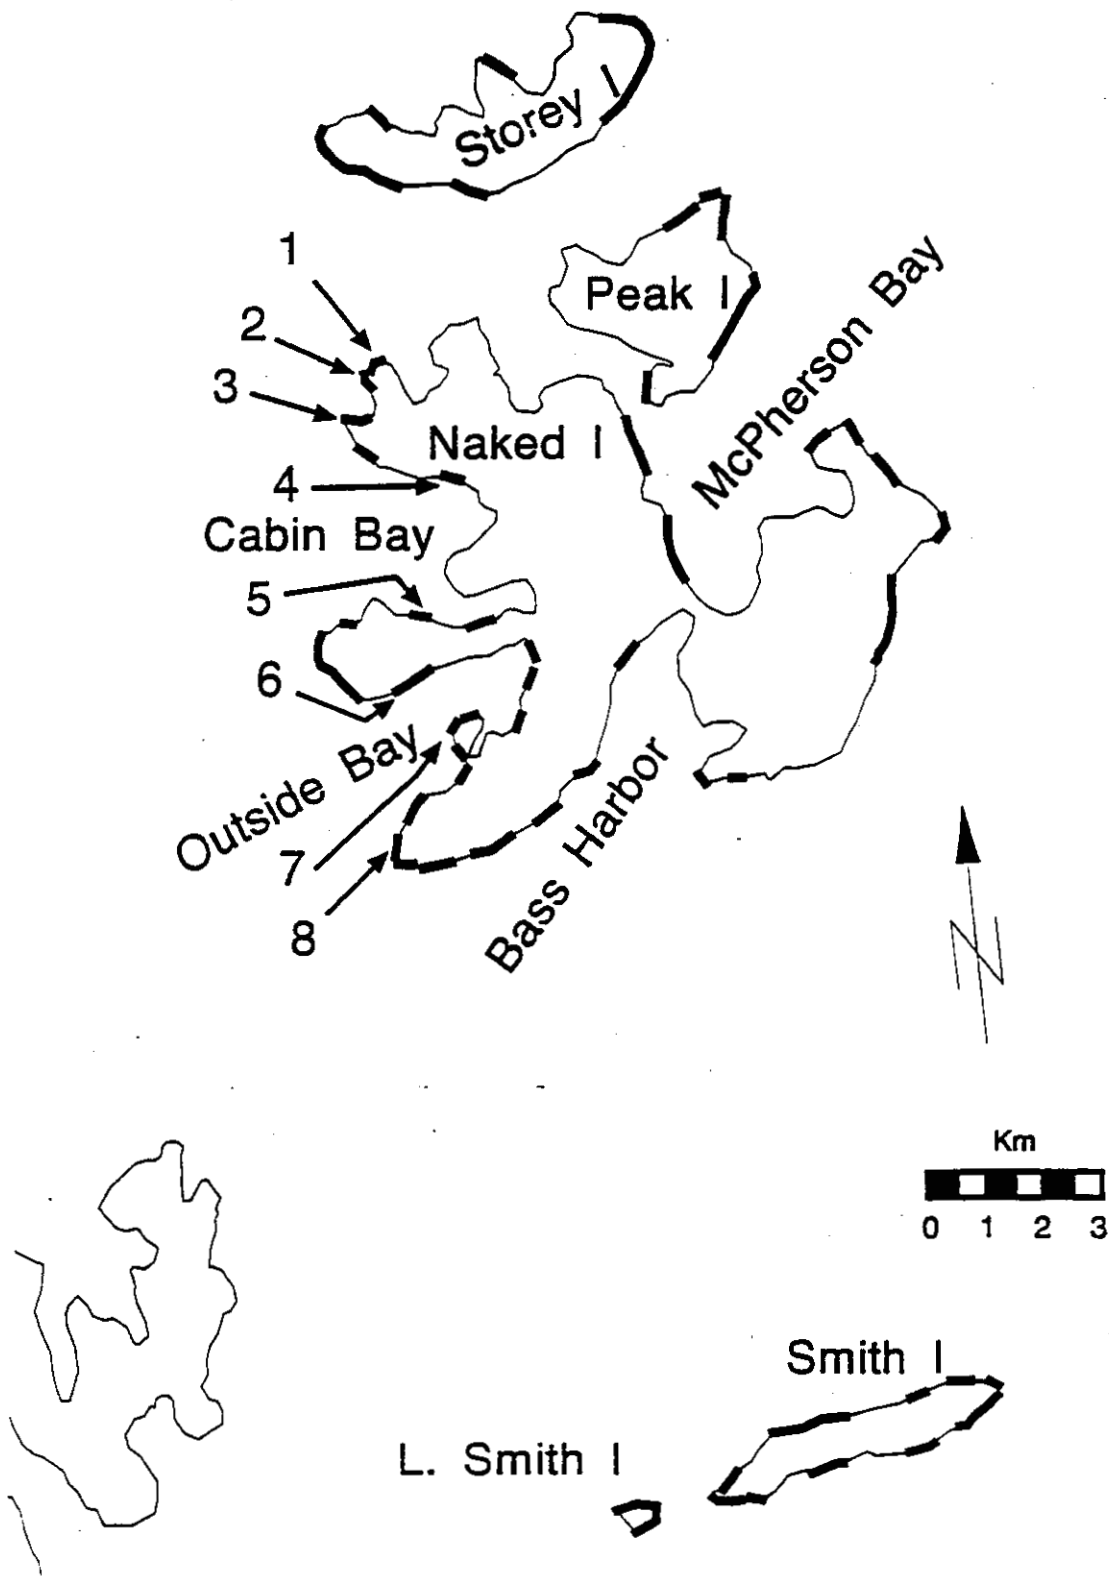 Storey I
1
Peak I
2
McPherson Bay
3
Naked I
4
Cabin Bay
5
6
Outside Bay
7
Bass Harbor
8
N
Km
0 1 2 3
Smith I
L. Smith I